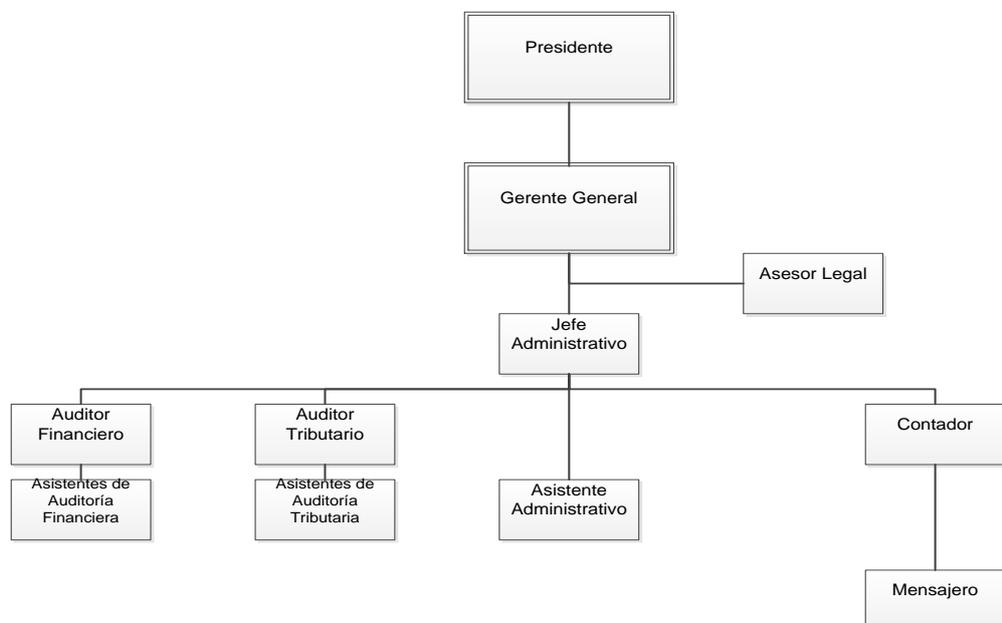 Presidente
Gerente General
Asesor Legal
Jefe
Administrativo
Auditor
Financiero
Auditor
Tributario
Contador
Asistentes de
Auditoría
Financiera
Asistentes de
Auditoría
Tributaria
Asistente
Administrativo
Mensajero